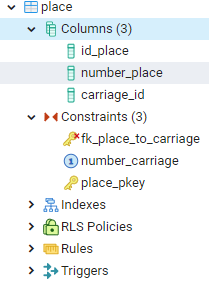 place
Columns (3)
id_place
number_place
carriage_id
Constraints (3)
fk_place_to_carriage
number_carriage
place_pkey
Indexes
RLS Policies
Rules
Triggers